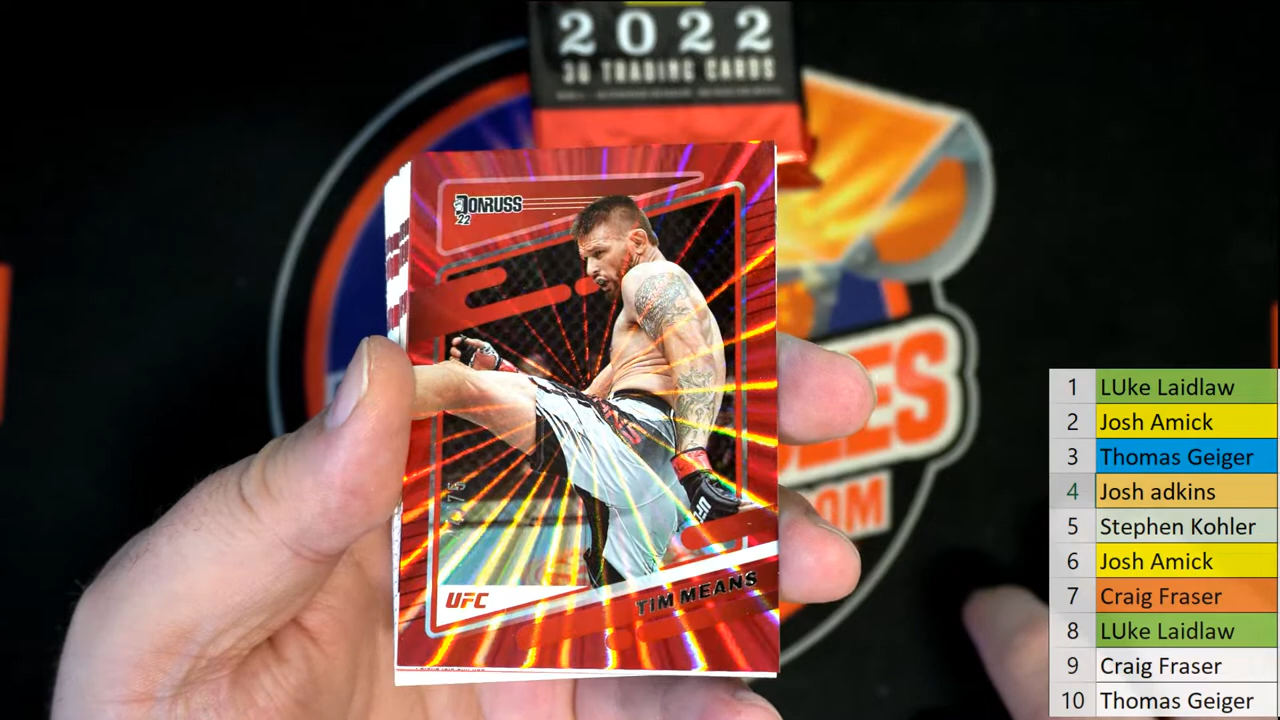 2022
30 TRADING CARDS
DONRUSS
22
UFC
TIM MEANS
LES
OM
1 LUke Laidlaw
2 Josh Amick
3 Thomas Geiger
4 Josh adkins
5 Stephen Kohler
6 Josh Amick
7 Craig Fraser
8 LUke Laidlaw
9 Craig Fraser
10 Thomas Geiger